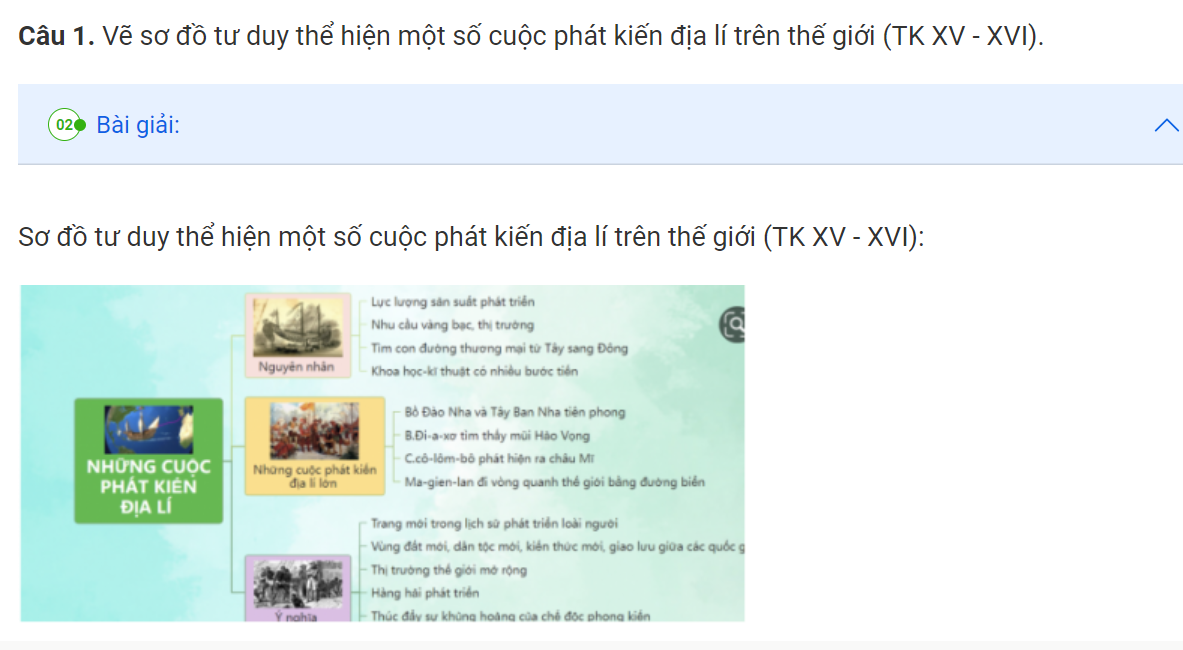 Câu 1. Vẽ sơ đồ tư duy thể hiện một số cuộc phát kiến địa lí trên thế giới (TK XV - XVI).
02
Bài giải:
Sơ đồ tư duy thể hiện một số cuộc phát kiến địa lí trên thế giới (TK XV - XVI):
NHỮNG CUỘC
PHÁT KIẾN
ĐỊA LÍ
Nguyên nhân
Lực lượng sản suất phát triển
Nhu cầu vàng bạc, thị trường
Tìm con đường thương mại từ Tây sang Đông
Khoa học-kĩ thuật có nhiều bước tiến
Những cuộc phát kiến
địa lí lớn
Bồ Đào Nha và Tây Ban Nha tiên phong
B.Đi-a-xơ tìm thấy mũi Hảo Vọng
C.cô-lôm-bô phát hiện ra châu Mĩ
Ma-gien-lan đi vòng quanh thế giới bằng đường biển
Ý nghĩa
Trang mới trong lịch sử phát triển loài người
Vùng đất mới, dân tộc mới, kiến thức mới, giao lưu giữa các quốc g
Thị trường thế giới mở rộng
Hàng hải phát triển
Thúc đẩy sự khủng hoảng của chế độc phong kiến